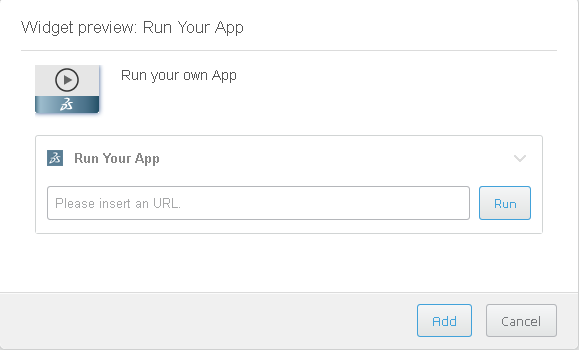 Widget preview: Run Your App
Run your own App
Run Your App
Please insert an URL.
Run
Add
Cancel